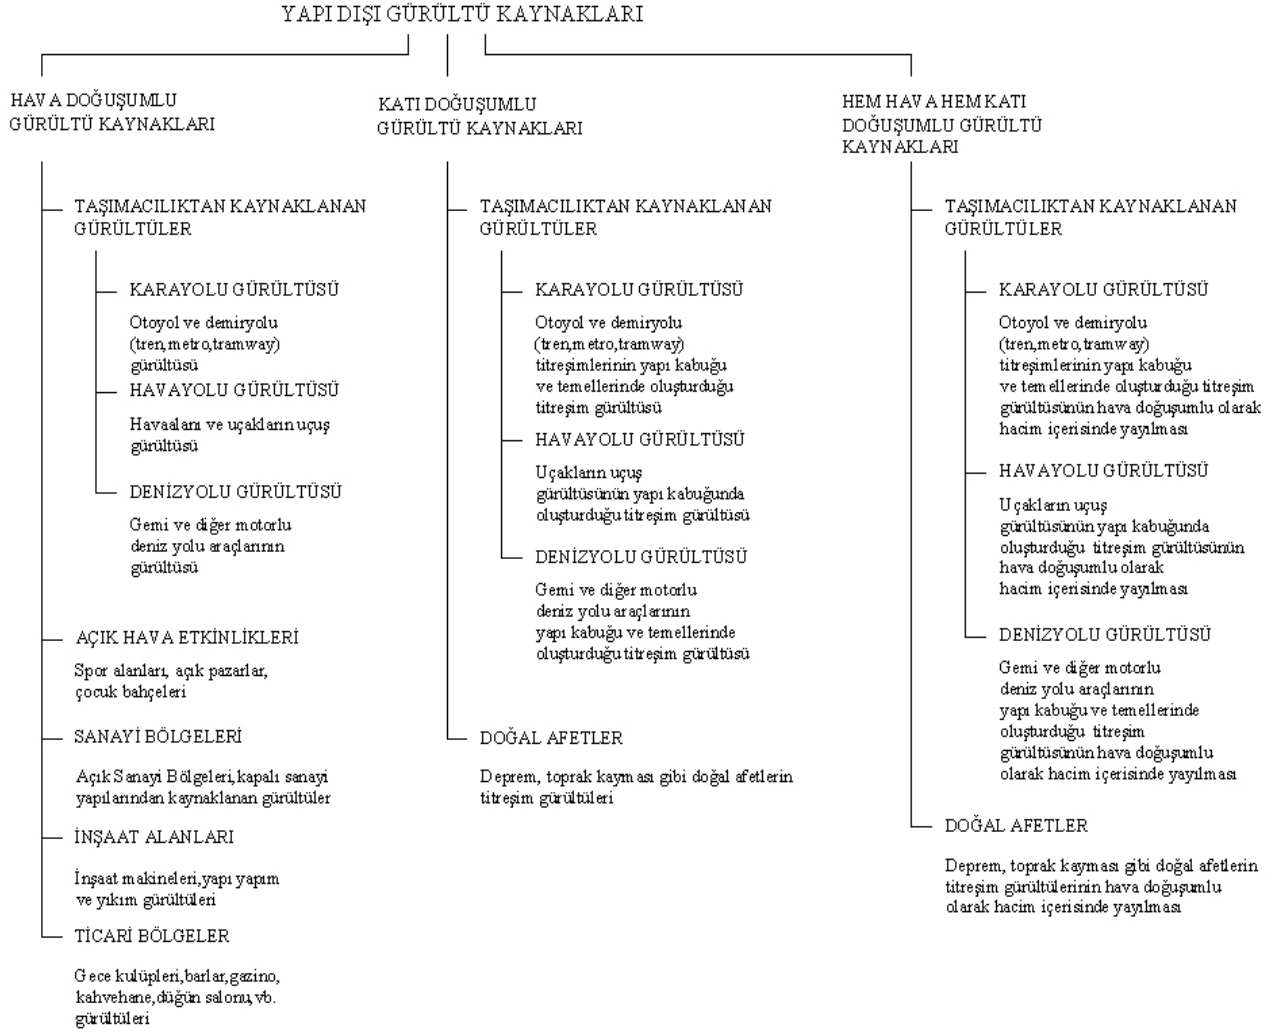 YAPI DIŞI GÜRÜLTÜ KAYNAKLARI
HAVA DOĞUŞUMLU
GÜRÜLTÜ KAYNAKLARI
TAŞIMACILIKTAN KAYNAKLANAN
GÜRÜLTÜLER
KARAYOLU GÜRÜLTÜSÜ
Otoyol ve demiryolu
(tren,metro,tramway)
gürültüsü
HAVAYOLU GÜRÜLTÜSÜ
Havaalanı ve uçakların uçuş
gürültüsü
DENİZYOLU GÜRÜLTÜSÜ
Gemi ve diğer motorlu
deniz yolu araçlarının
gürültüsü
AÇIK HAVA ETKİNLİKLERİ
Spor alanları, açık pazarlar,
çocuk bahçeleri
SANAYİ BÖLGELERİ
Açık Sanayi Bölgeleri,kapalı sanayi
yapılarından kaynaklanan gürültüler
İNŞAAT ALANLARI
İnşaat makineleri,yapı yapım
ve yıkım gürültüleri
TİCARİ BÖLGELER
Gece kulüpleri,barlar,gazino,
kahvehane,düğün salonu,vb.
gürültüleri
KATI DOĞUŞUMLU
GÜRÜLTÜ KAYNAKLARI
TAŞIMACILIKTAN KAYNAKLANAN
GÜRÜLTÜLER
KARAYOLU GÜRÜLTÜSÜ
Otoyol ve demiryolu
(tren,metro,tramway)
titreşimlerinin yapı kabuğu
ve temellerinde oluşturduğu
titreşim gürültüsü
HAVAYOLU GÜRÜLTÜSÜ
Uçakların uçuş
gürültüsünün yapı kabuğunda
oluşturduğu titreşim gürültüsü
DENİZYOLU GÜRÜLTÜSÜ
Gemi ve diğer motorlu
deniz yolu araçlarının
yapı kabuğu ve temellerinde
oluşturduğu titreşim gürültüsü
DOĞAL AFETLER
Deprem, toprak kayması gibi doğal afetlerin
titreşim gürültüleri
HEM HAVA HEM KATI
DOĞUŞUMLU GÜRÜLTÜ
KAYNAKLARI
TAŞIMACILIKTAN KAYNAKLANAN
GÜRÜLTÜLER
KARAYOLU GÜRÜLTÜSÜ
Otoyol ve demiryolu
(tren,metro,tramway)
titreşimlerinin yapı kabuğu
ve temellerinde oluşturduğu titreşim
gürültüsünün hava doğuşumlu olarak
hacim içerisinde yayılması
HAVAYOLU GÜRÜLTÜSÜ
Uçakların uçuş
gürültüsünün yapı kabuğunda
oluşturduğu titreşim gürültüsünün
hava doğuşumlu olarak
hacim içerisinde yayılması
DENİZYOLU GÜRÜLTÜSÜ
Gemi ve diğer motorlu
deniz yolu araçlarının
yapı kabuğu ve temellerinde
oluşturduğu titreşim
gürültüsünün hava doğuşumlu
olarak hacim içerisinde yayılması
DOĞAL AFETLER
Deprem, toprak kayması gibi doğal afetlerin
titreşim gürültülerinin hava doğuşumlu
olarak hacim içerisinde yayılması